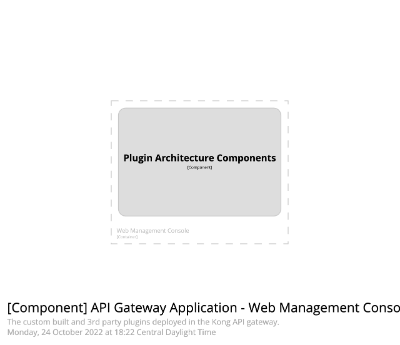 Plugin Architecture Components
[Component]
Web Management Console
[Container]
[Component] API Gateway Application - Web Management Conso
The custom built and 3rd party plugins deployed in the Kong API gateway.
Monday, 24 October 2022 at 18:22 Central Daylight Time